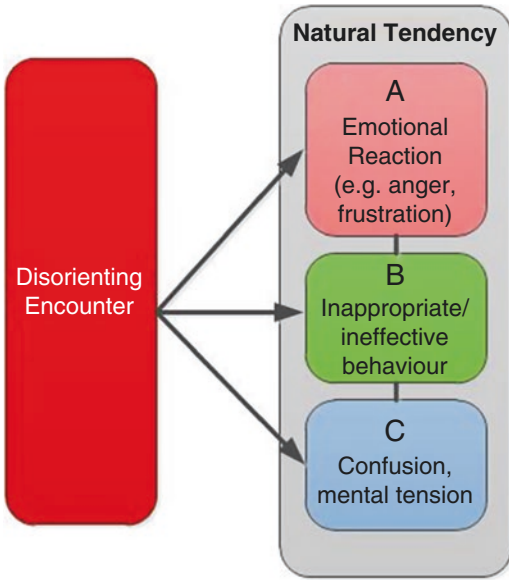 Disorienting
Encounter
Natural Tendency
A
Emotional
Reaction
(e.g. anger,
frustration)
B
Inappropriate/
ineffective
behaviour
C
Confusion,
mental tension